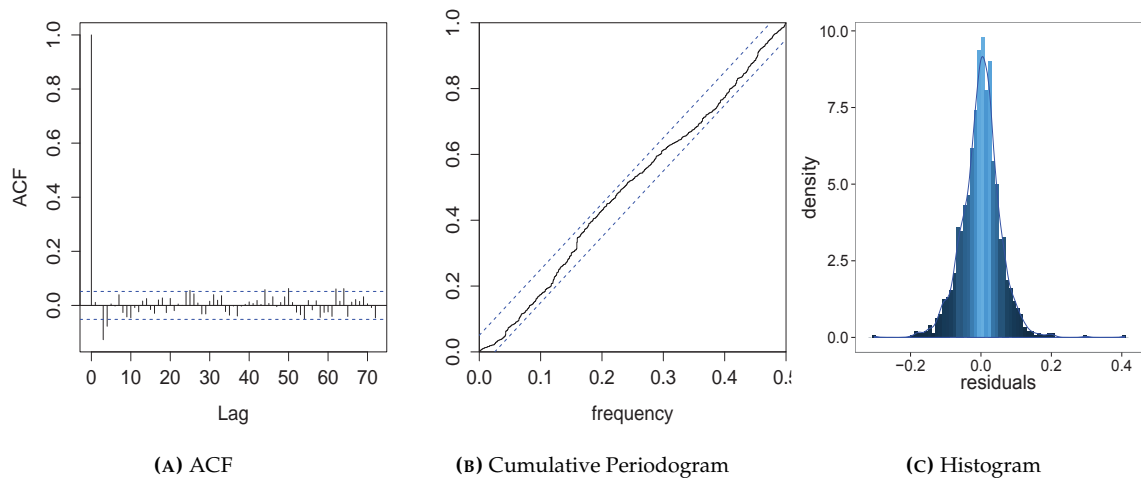 1.0
0.8
0.6
0.4
0.2
0.0
ACF
0 10 20 30 40 50 60 70
Lag
1.0
0.8
0.6
0.4
0.2
0.0
0.0 0.1 0.2 0.3 0.4
frequency
10.0
7.5
5.0
2.5
0.0
density
−0.2 0.0 0.2 0.4
residuals
(A) ACF
(B) Cumulative Periodogram
(C) Histogram